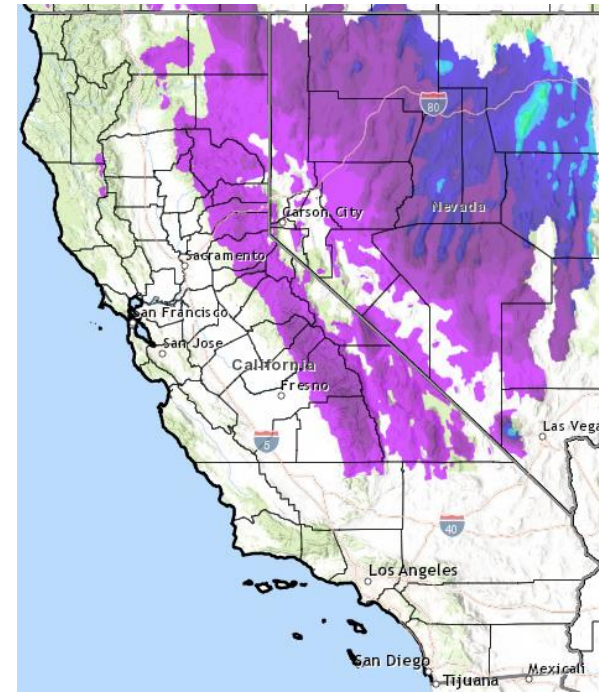 80
Carson City
Nevada
Sacramento
San Francisco
San Jose
California
Fresno
5
Las Vega
40
Los Angeles
San Diego
Tijuana
Mexicali